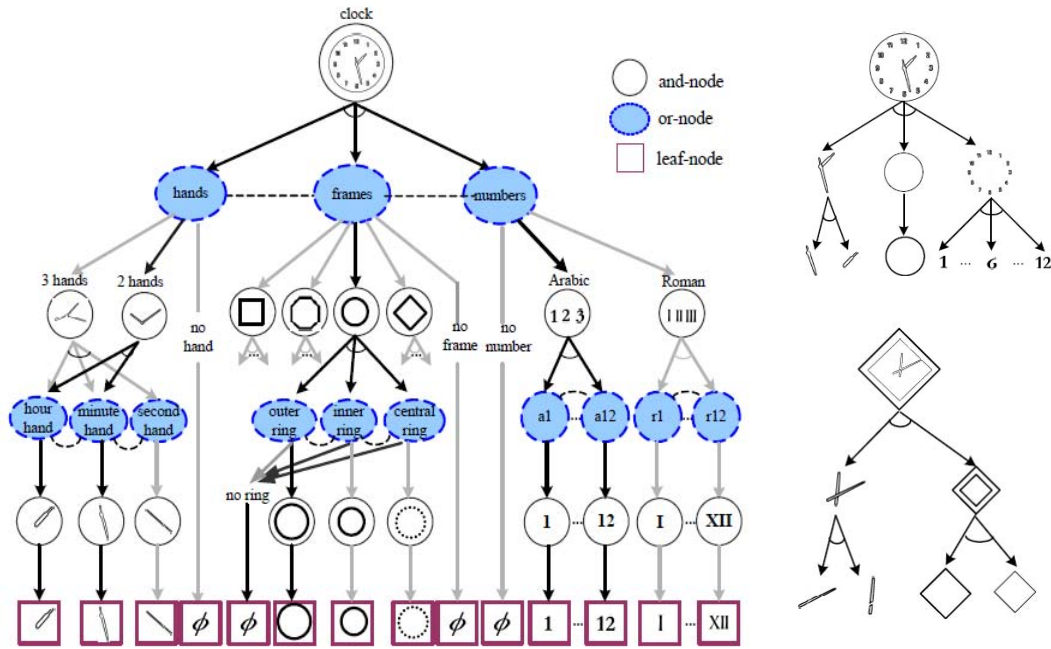 clock
and-node
or-node
leaf-node
hands
frames
numbers
3 hands
2 hands
no
hand
no
frame
no
number
Arabic
Roman
1 2 3
I II III
hour
hand
minute
hand
second
hand
outer
ring
inner
ring
central
ring
a1
...
a12
r1
...
r12
no ring
1
...
12
I
...
XII
ϕ
ϕ
ϕ
ϕ
1
...
12
I
...
XII
1 ... 6 ... 12